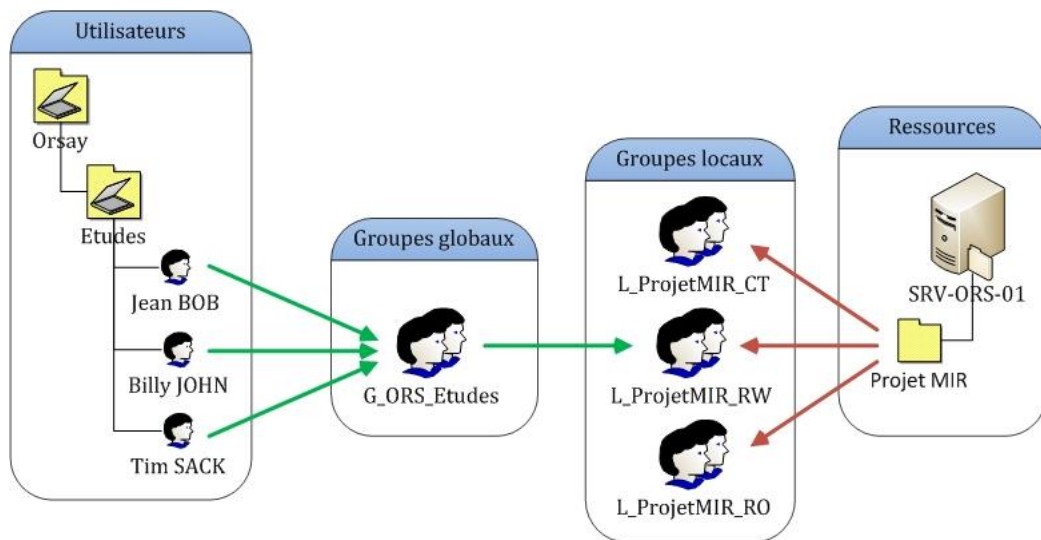 Utilisateurs
Orsay
Etudes
Jean BOB
Billy JOHN
Tim SACK
Groupes globaux
G_ORS_Etudes
Groupes locaux
L_ProjetMIR_CT
L_ProjetMIR_RW
L_ProjetMIR_RO
Ressources
SRV-ORS-01
Projet MIR